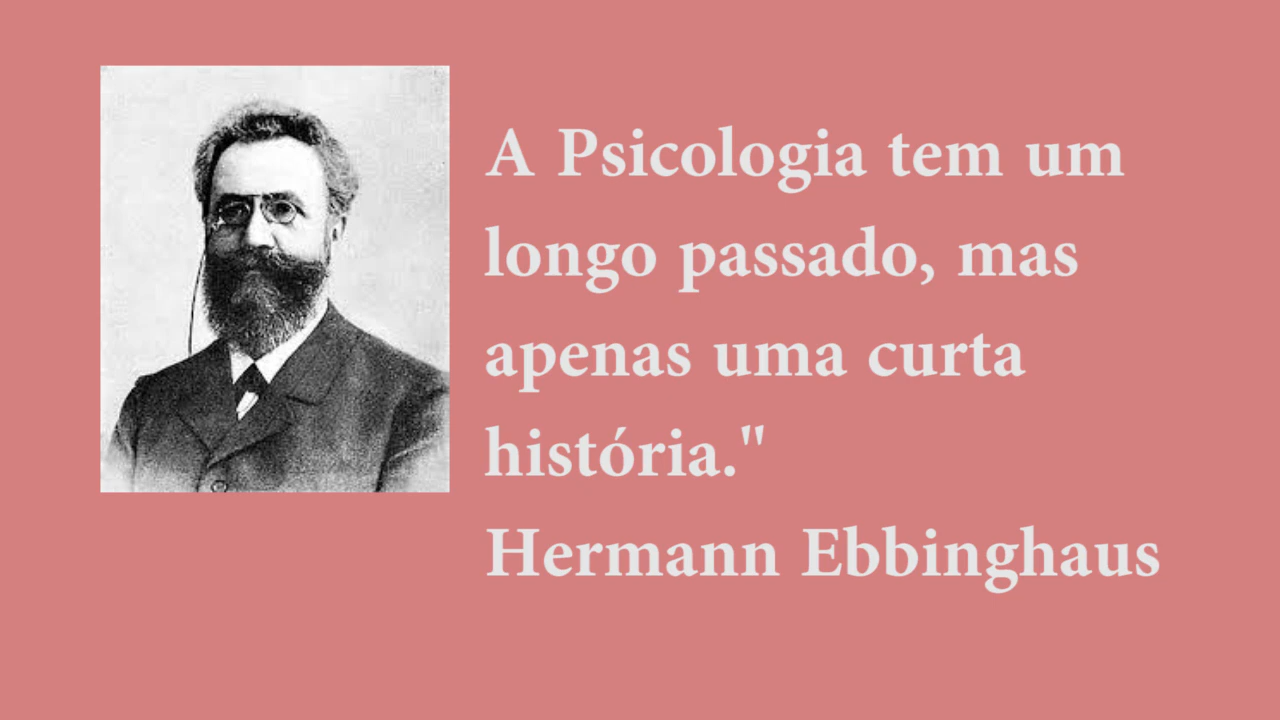 A Psicologia tem um
longo passado, mas
apenas uma curta
história."
Hermann Ebbinghaus